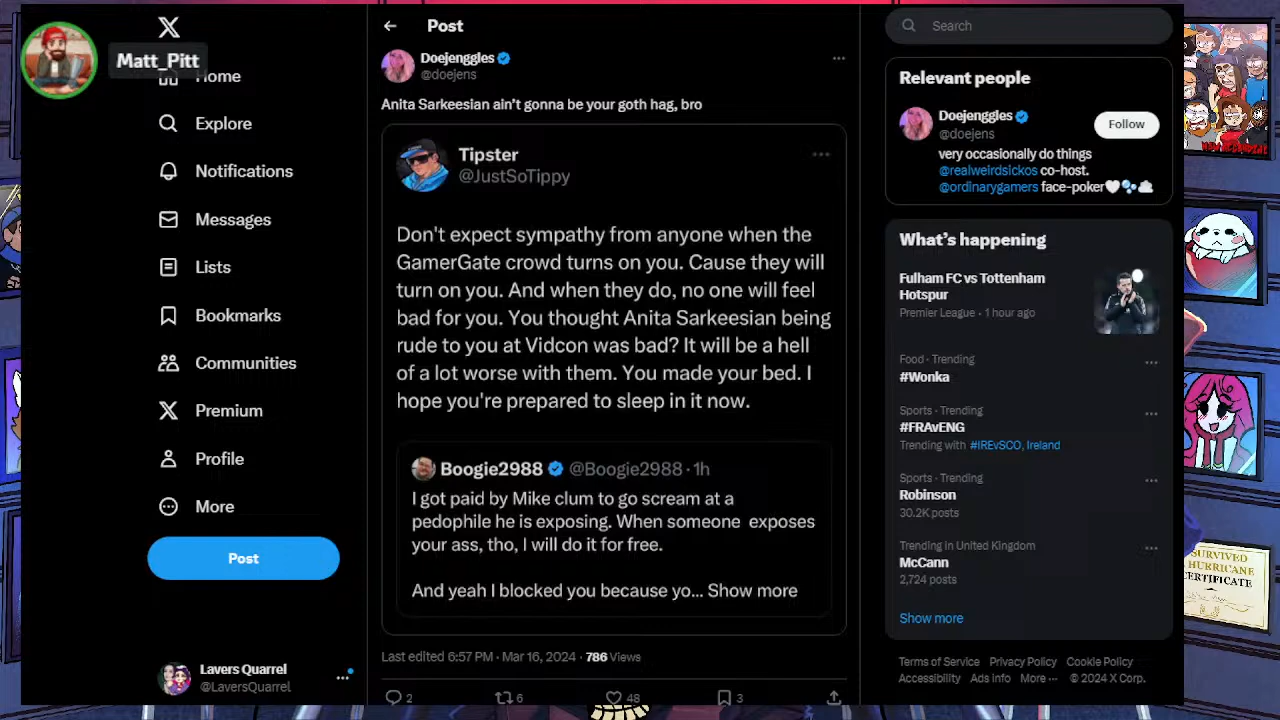 Matt_Pitt
Home
Explore
Notifications
Messages
Lists
Bookmarks
Communities
Premium
Profile
More
Post
Lavers Quarrel
@LaversQuarrel
Post
Doejenggles
@doejens
Anita Sarkeesian ain't gonna be your goth hag, bro
Tipster
@JustSoTippy
Don't expect sympathy from anyone when the
GamerGate crowd turns on you. Cause they will
turn on you. And when they do, no one will feel
bad for you. You thought Anita Sarkeesian being
rude to you at Vidcon was bad? It will be a hell
of a lot worse with them. You made your bed. I
hope you're prepared to sleep in it now.
Boogie2988 @Boogie2988 · 1h
I got paid by Mike clum to go scream at a
pedophile he is exposing. When someone exposes
your ass, tho, I will do it for free.
And yeah I blocked you because yo... Show more
Last edited 6:57 PM · Mar 16, 2024 · 786 Views
2
6
48
3
Search
Relevant people
Doejenggles
@doejens
Follow
very occasionally do things
@realweirdsickos co-host.
@ordinarygamers face-poker
What's happening
Fulham FC vs Tottenham
Hotspur
Premier League · 1 hour ago
Food · Trending
#Wonka
Sports · Trending
#FRAvENG
Trending with #IREvSCO, Ireland
Sports · Trending
Robinson
30.2K posts
Trending in United Kingdom
McCann
2,724 posts
Show more
Terms of Service Privacy Policy Cookie Policy
Accessibility Ads info More ··· © 2024 X Corp.
SURVIVED
HURRICANE
CERTIFICATE